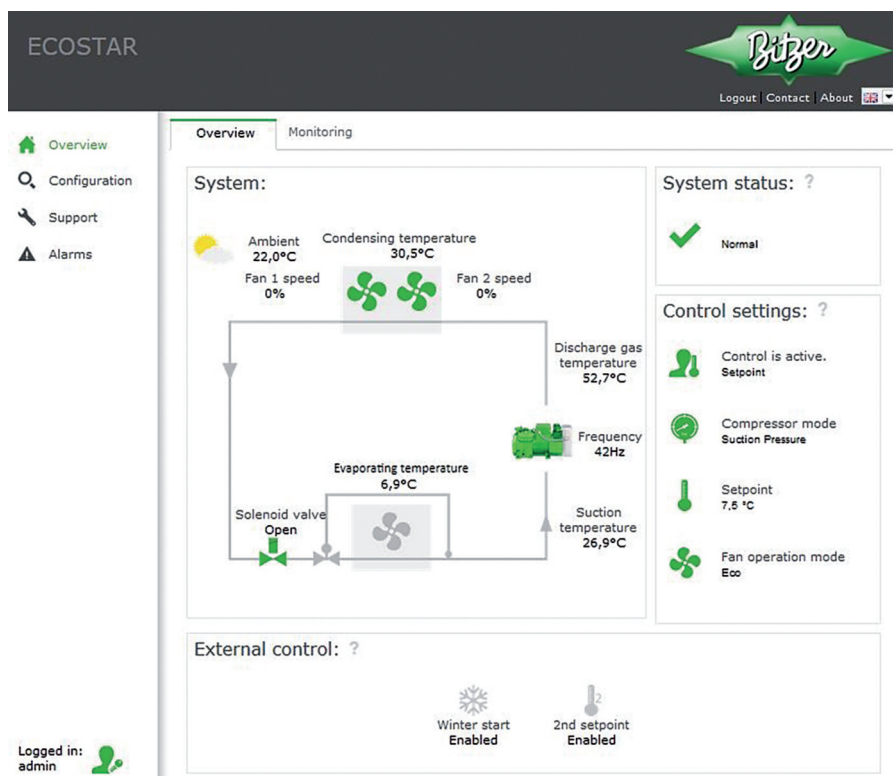 ECOSTAR
Bitzer
Logout | Contact | About
Overview
Configuration
Support
Alarms
Overview
Monitoring
System:
Ambient
22,0°C
Condensing temperature
30,5°C
Fan 1 speed
0%
Fan 2 speed
0%
Discharge gas
temperature
52,7°C
Frequency
42Hz
Evaporating temperature
6,9°C
Solenoid valve
Open
Suction
temperature
26,9°C
System status: ?
Normal
Control settings: ?
Control is active.
Setpoint
Compressor mode
Suction Pressure
Setpoint
7,5 °C
Fan operation mode
Eco
External control: ?
Winter start
Enabled
2
2nd setpoint
Enabled
Logged in:
admin